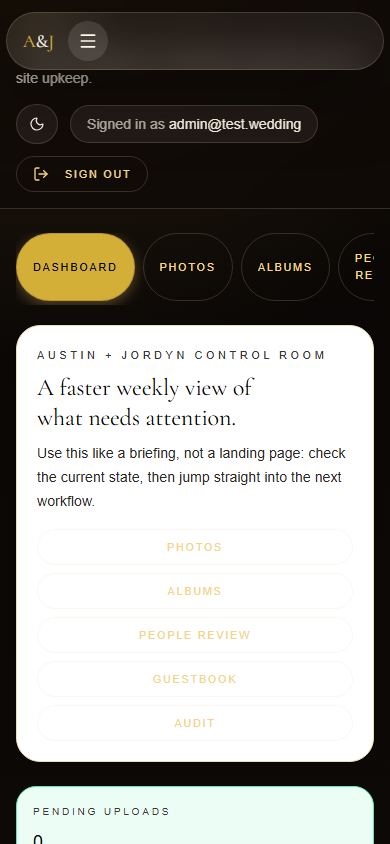 A&J
site upkeep.
Signed in as admin@test.wedding
SIGN OUT
DASHBOARD
PHOTOS
ALBUMS
PE
RE
AUSTIN + JORDYN CONTROL ROOM
A faster weekly view of
what needs attention.
Use this like a briefing, not a landing page: check
the current state, then jump straight into the next
workflow.
PHOTOS
ALBUMS
PEOPLE REVIEW
GUESTBOOK
AUDIT
PENDING UPLOADS
0